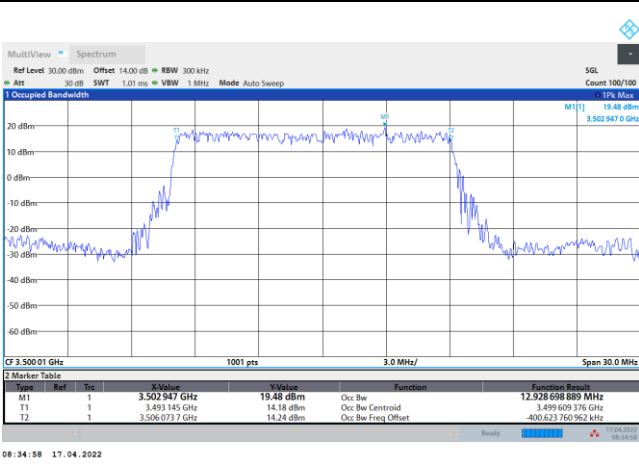 MultiView Spectrum
Ref Level 30.00 dBm Offset 14.00 dB RBW 300 kHz SGL
Att 30 dB SWT 1.01 ms VBW 1 MHz Mode Auto Sweep Count 100/100
1 Occupied Bandwidth 1Pk Max
M1[1] 19.48 dBm
3.502 947 0 GHz
M1
T1 T2
20 dBm
10 dBm
0 dBm
-10 dBm
-20 dBm
-30 dBm
-40 dBm
-50 dBm
-60 dBm
CF 3.500 01 GHz 1001 pts 3.0 MHz/ Span 30.0 MHz
2 Marker Table
Type Ref Trc X-Value Y-Value Function Function Result
M1 1 3.502 947 GHz 19.48 dBm Occ Bw 12.928 698 889 MHz
T1 1 3.493 145 GHz 14.18 dBm Occ Bw Centroid 3.499 609 376 GHz
T2 1 3.506 073 7 GHz 14.24 dBm Occ Bw Freq Offset -400.623 760 962 kHz
Ready 17.04.2022
08:34:58
08:34:58 17.04.2022